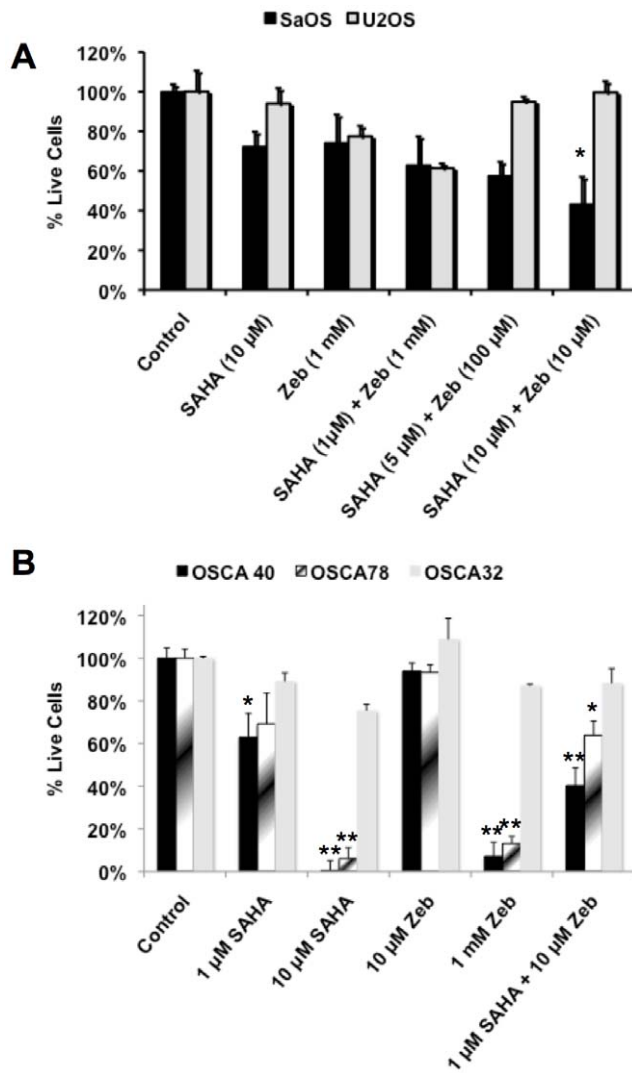 SaOS U2OS
A
120%
100%
80%
60%
40%
20%
0%
% Live Cells
*
Control
SAHA (10 µM)
Zeb (1 mM)
SAHA (1µM) + Zeb (1 mM)
SAHA (5 µM) + Zeb (100 µM)
SAHA (10 µM) + Zeb (10 µM)
B
OSCA 40 OSCA78 OSCA32
120%
100%
80%
60%
40%
20%
0%
% Live Cells
*
** **
** **
** *
Control
1 µM SAHA
10 µM SAHA
10 µM Zeb
1 mM Zeb
1 µM SAHA + 10 µM Zeb